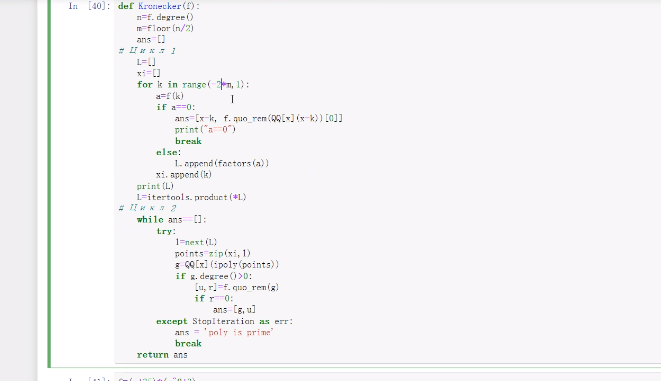 In [40]: def Kronecker(f):
n=f.degree()
m=floor(n/2)
ans=[]
# Цикл 1
L=[]
xi=[]
for k in range(-2*m,1):
a=f(k)
if a==0:
ans=[x-k, f.quo_rem(QQ[x](x-k))[0]]
print("a==0")
break
else:
L.append(factors(a))
xi.append(k)
print(L)
L=itertools.product(*L)
# Цикл 2
while ans==[]:
try:
l=next(L)
points=zip(xi,l)
g=QQ[x](ipoly(points))
if g.degree()>0:
[u,r]=f.quo_rem(g)
if r==0:
ans=[g,u]
except StopIteration as err:
ans = 'poly is prime'
break
return ans